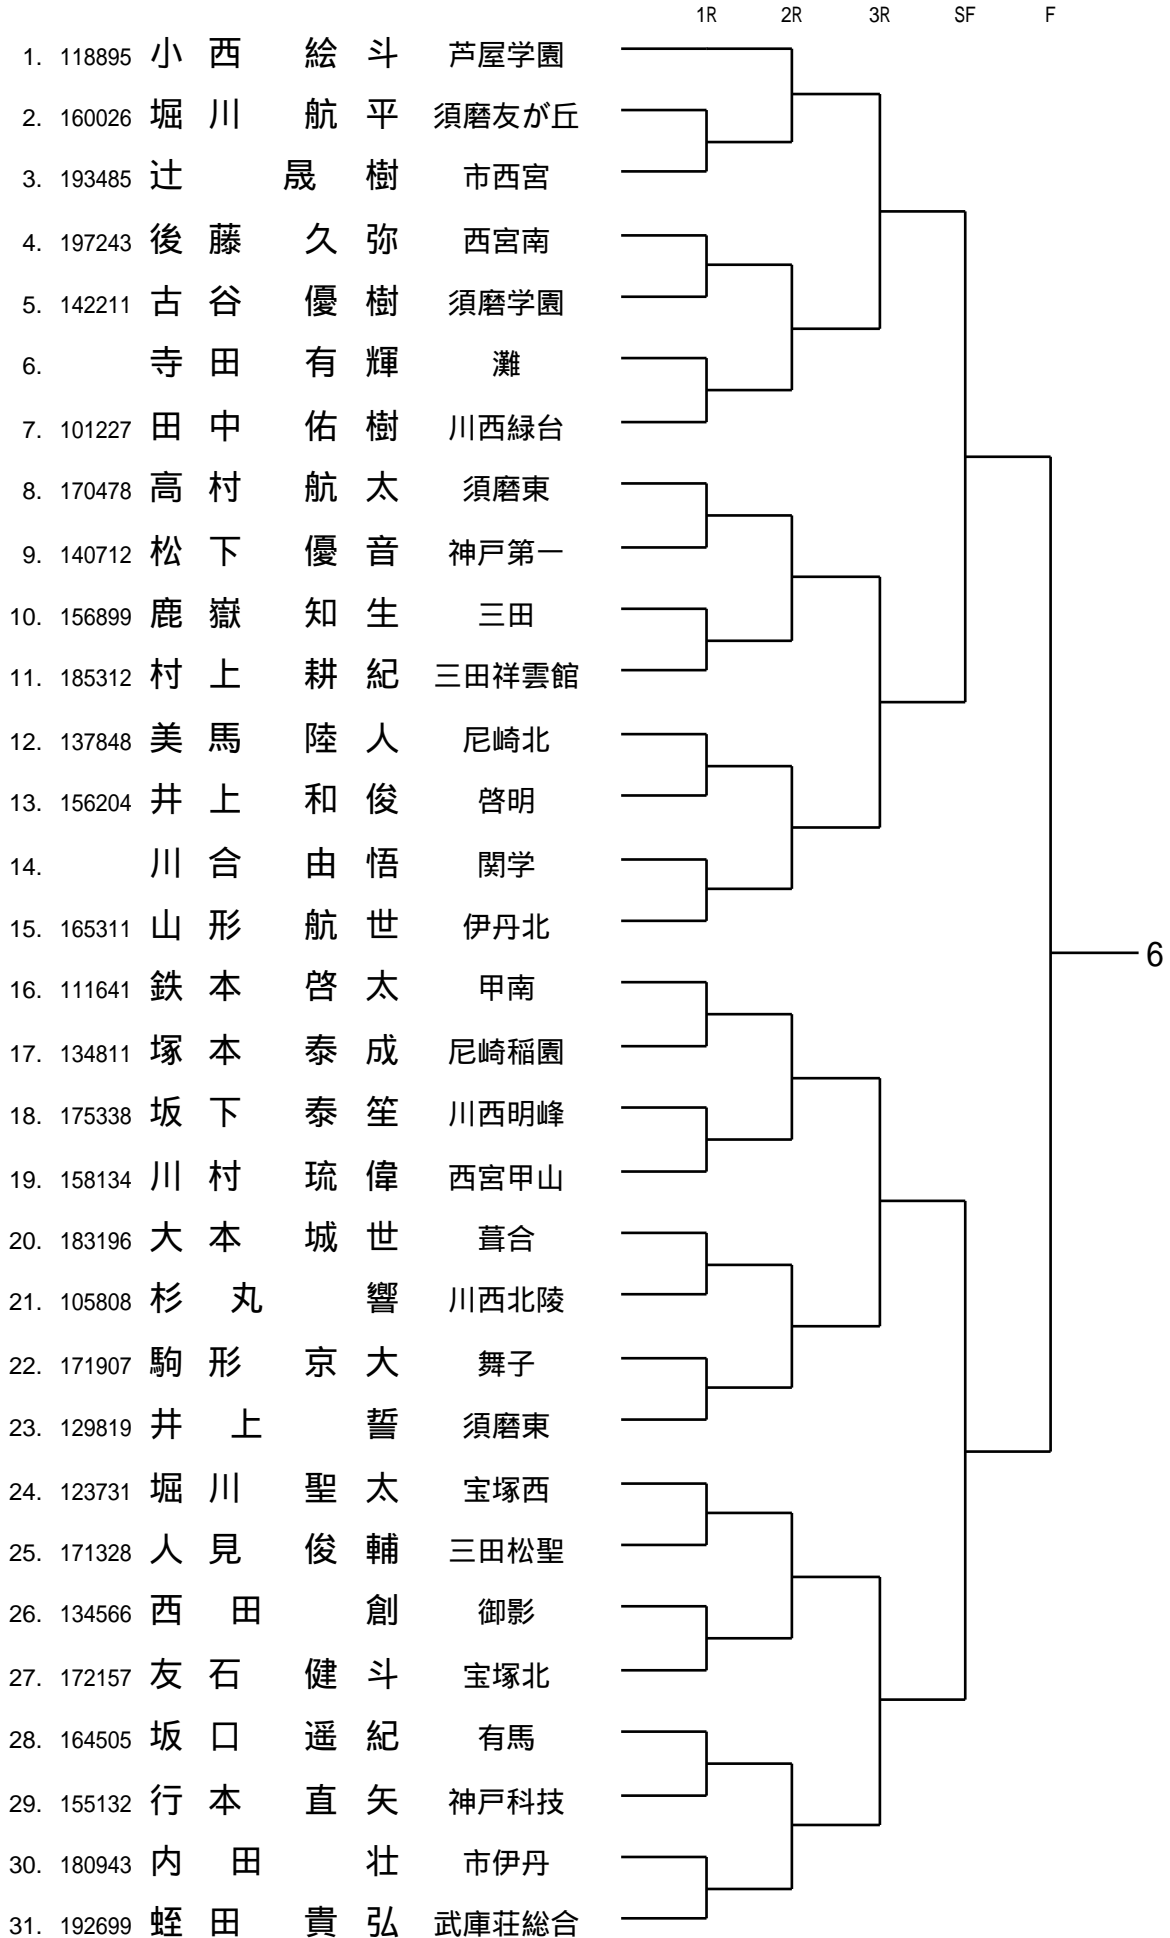 1R 2R 3R SF F
1. 118895 小西 絵斗 芦屋学園
2. 160026 堀川 航平 須磨友が丘
3. 193485 辻 晟樹 市西宮
4. 197243 後藤 久弥 西宮南
5. 142211 古谷 優樹 須磨学園
6. 寺田 有輝 灘
7. 101227 田中 佑樹 川西緑台
8. 170478 高村 航太 須磨東
9. 140712 松下 優音 神戸第一
10. 156899 鹿嶽 知生 三田
11. 185312 村上 耕紀 三田祥雲館
12. 137848 美馬 陸人 尼崎北
13. 156204 井上 和俊 啓明
14. 川合 由悟 関学
15. 165311 山形 航世 伊丹北
6
16. 111641 鉄本 啓太 甲南
17. 134811 塚本 泰成 尼崎稲園
18. 175338 坂下 泰笙 川西明峰
19. 158134 川村 琉偉 西宮甲山
20. 183196 大本 城世 葺合
21. 105808 杉丸 響 川西北陵
22. 171907 駒形 京大 舞子
23. 129819 井上 誓 須磨東
24. 123731 堀川 聖太 宝塚西
25. 171328 人見 俊輔 三田松聖
26. 134566 西田 創 御影
27. 172157 友石 健斗 宝塚北
28. 164505 坂口 遥紀 有馬
29. 155132 行本 直矢 神戸科技
30. 180943 内田 壮 市伊丹
31. 192699 蛭田 貴弘 武庫荘総合